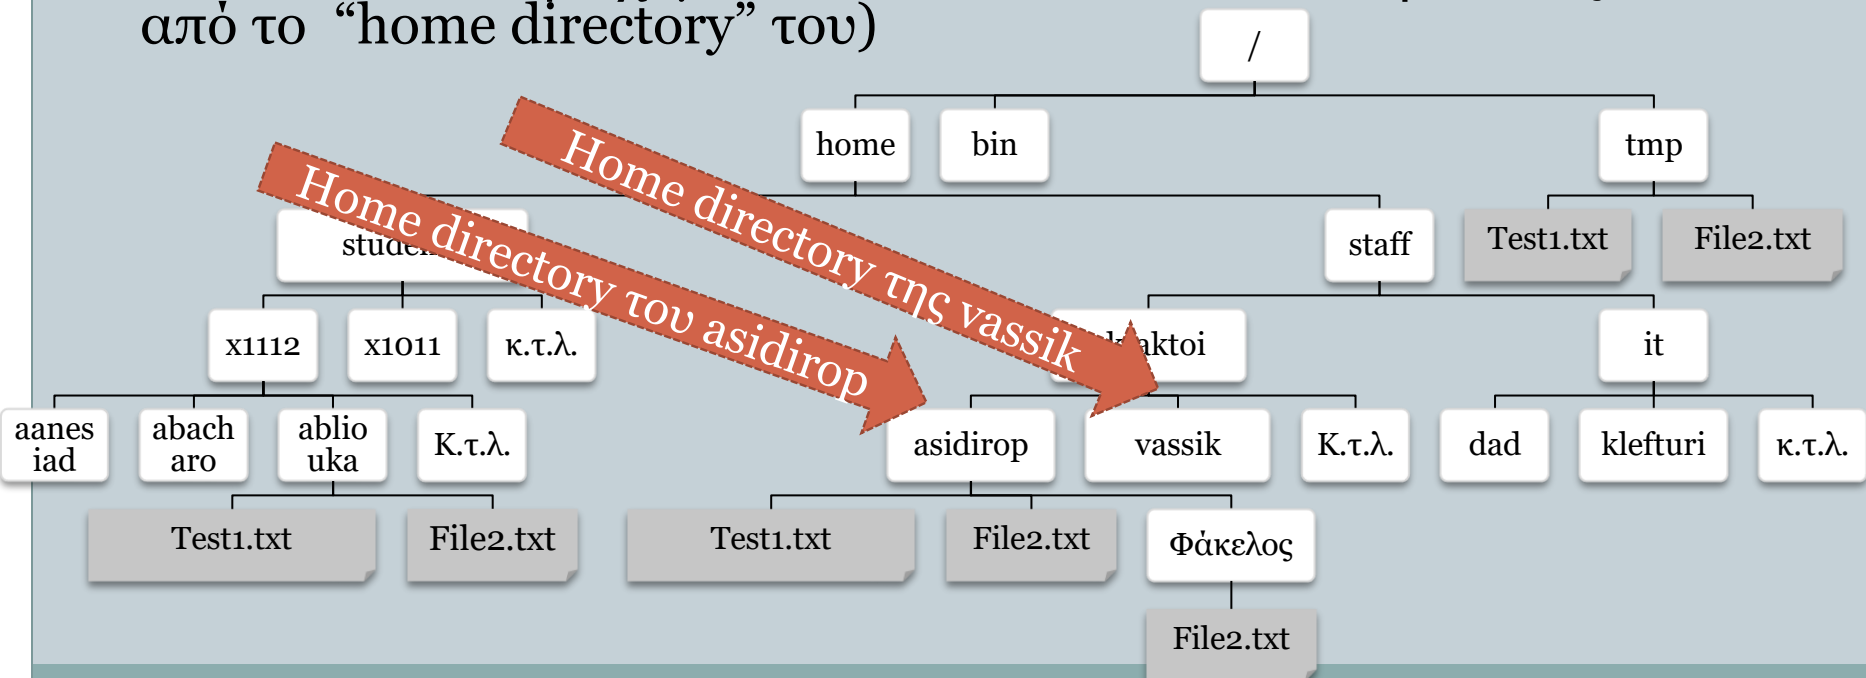 από το “home directory” του)
/
home
bin
tmp
Home directory της vassik
Home directory του asidirop
staff
Test1.txt
File2.txt
x1112
x1011
κ.τ.λ.
it
aanes
iad
abach
aro
ablio
uka
Κ.τ.λ.
asidirop
vassik
Κ.τ.λ.
dad
klefturi
κ.τ.λ.
Test1.txt
File2.txt
Test1.txt
File2.txt
Φάκελος
File2.txt